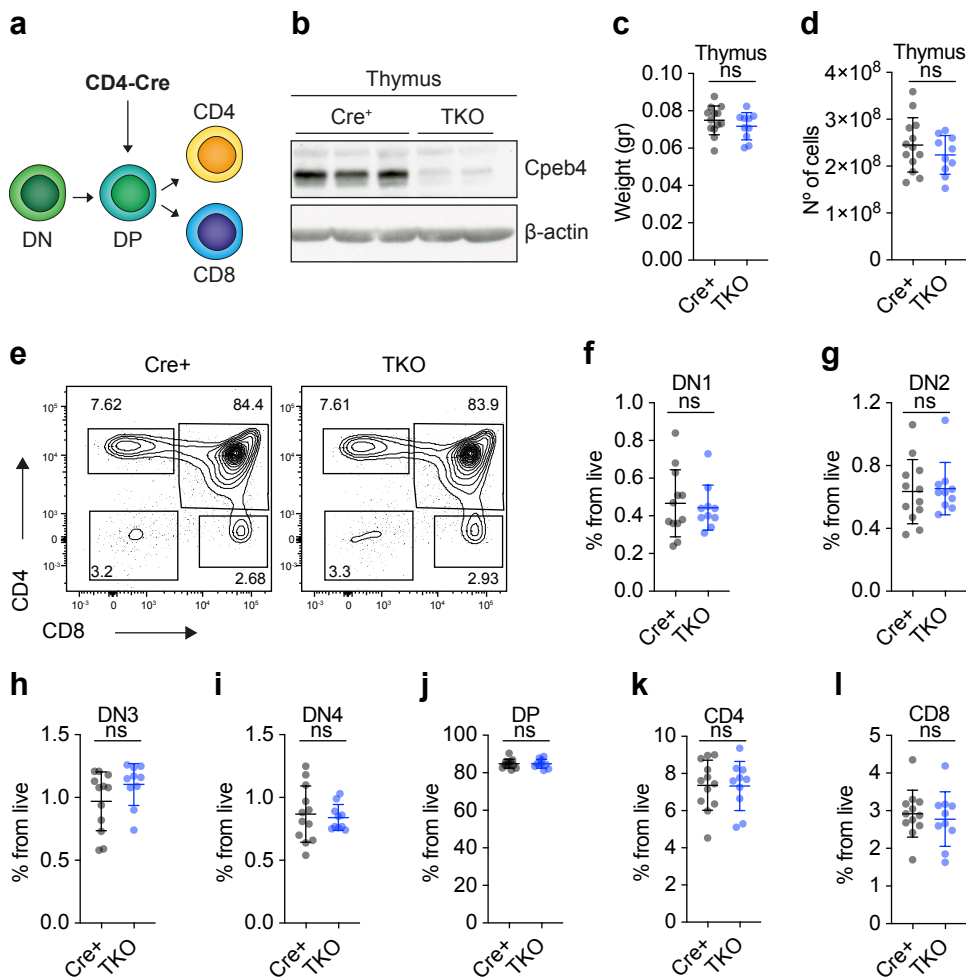 a
CD4-Cre
CD4
DN
DP
CD8
b
Thymus
Cre⁺
TKO
Cpeb4
β-actin
c
Thymus
ns
Weight (gr)
0.10
0.08
0.06
0.04
0.02
0.00
Cre+
TKO
d
Thymus
ns
Nº of cells
4×10⁸
3×10⁸
2×10⁸
1×10⁸
0
Cre+
TKO
e
Cre+
TKO
7.62
84.4
3.2
2.68
7.61
83.9
3.3
2.93
10⁵
10⁴
10³
0
10⁻³
10⁵
10⁴
10³
0
10⁻³
10⁻³ 0 10³ 10⁴ 10⁵
10⁻³ 0 10³ 10⁴ 10⁵
CD4
CD8
f
DN1
ns
% from live
1.0
0.8
0.6
0.4
0.2
0.0
Cre+
TKO
g
DN2
ns
% from live
1.2
0.8
0.4
0.0
Cre+
TKO
h
DN3
ns
% from live
1.5
1.0
0.5
0.0
Cre+
TKO
i
DN4
ns
% from live
1.5
1.0
0.5
0.0
Cre+
TKO
j
DP
ns
% from live
100
80
60
40
20
0
Cre+
TKO
k
CD4
ns
% from live
10
8
6
4
2
0
Cre+
TKO
l
CD8
ns
% from live
5
4
3
2
1
0
Cre+
TKO